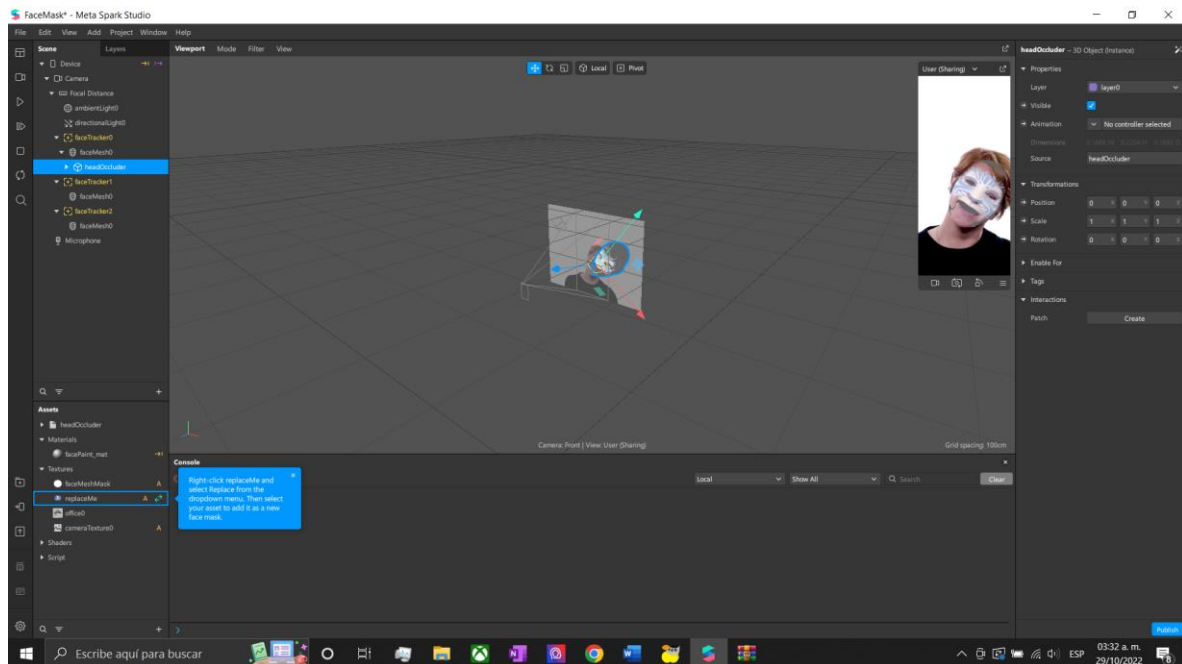 FaceMask* - Meta Spark Studio
File Edit View Add Project Window Help
Scene Layers
Device
Camera
Focal Distance
ambientLight0
directionalLight0
faceTracker0
faceMesh0
headOccluder
faceTracker1
faceMesh0
faceTracker2
faceMesh0
Microphone
Assets
headOccluder
Materials
facePaint_mat
Textures
faceMeshMask A
replaceMe A
office0
cameraTexture0 A
Shaders
Script
Viewport Mode Filter View
Local Pivot
User (Sharing)
Camera: Front | View: User (Sharing)
Grid spacing: 100cm
Console
Local Show All Search Clear
Right-click replaceMe and
select Replace from the
dropdown menu. Then select
your asset to add it as a new
face mask.
headOccluder – 3D Object (Instance)
Properties
Layer layer0
Visible
Animation No controller selected
Dimensions
Source headOccluder
Transformations
Position 0 X 0 Y 0
Scale 1 X 1 Y 1
Rotation 0 X 0 Y 0
Enable For
Tags
Interactions
Patch Create
Publish
Escribe aquí para buscar
ESP
03:32 a. m.
29/10/2022